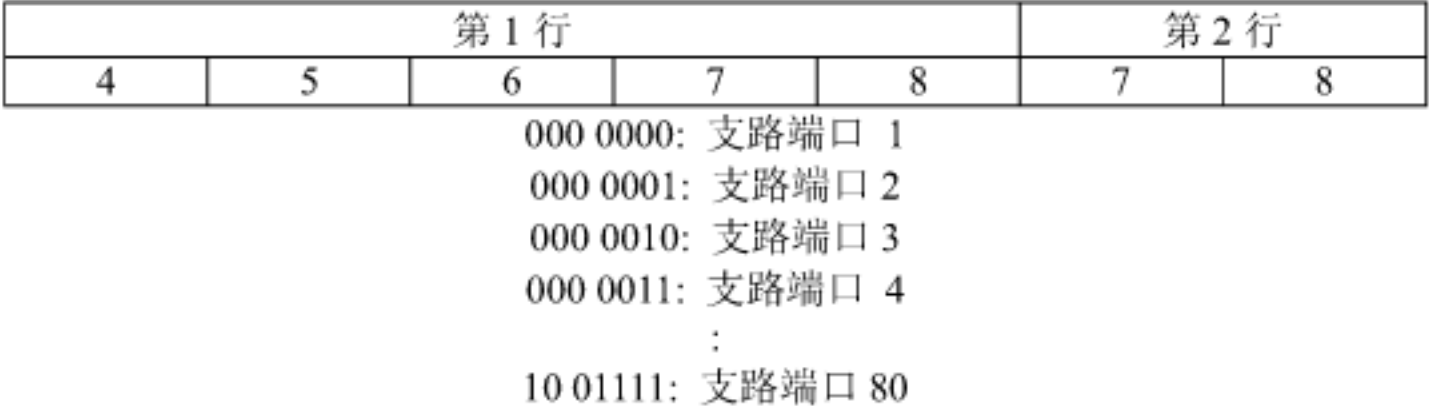 第 1 行 第 2 行
4 5 6 7 8 7 8
000 0000: 支路端口 1
000 0001: 支路端口 2
000 0010: 支路端口 3
000 0011: 支路端口 4
:
10 01111: 支路端口 80